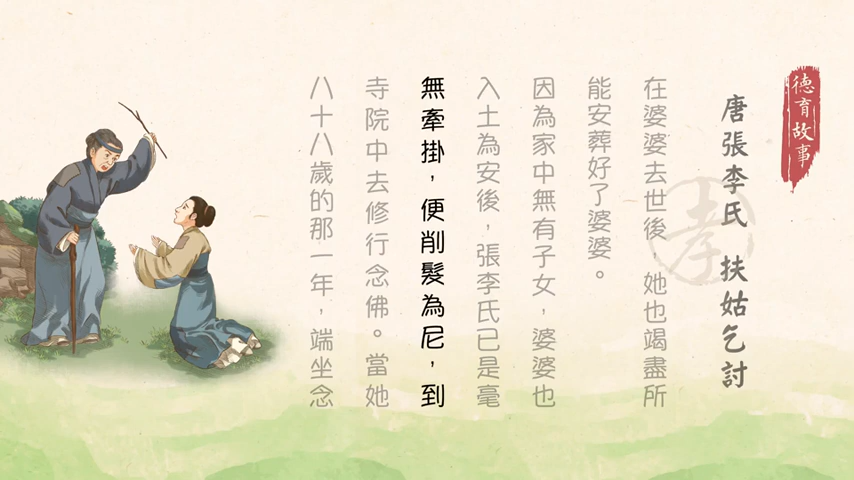 德育故事
唐張李氏 扶姑乞討
孝
在婆婆去世後，她也竭盡所
能安葬好了婆婆。
因為家中無有子女，婆婆也
入土為安後，張李氏已是毫
無牽掛，便削髮為尼，到
寺院中去修行念佛。當她
八十八歲的那一年，端坐念